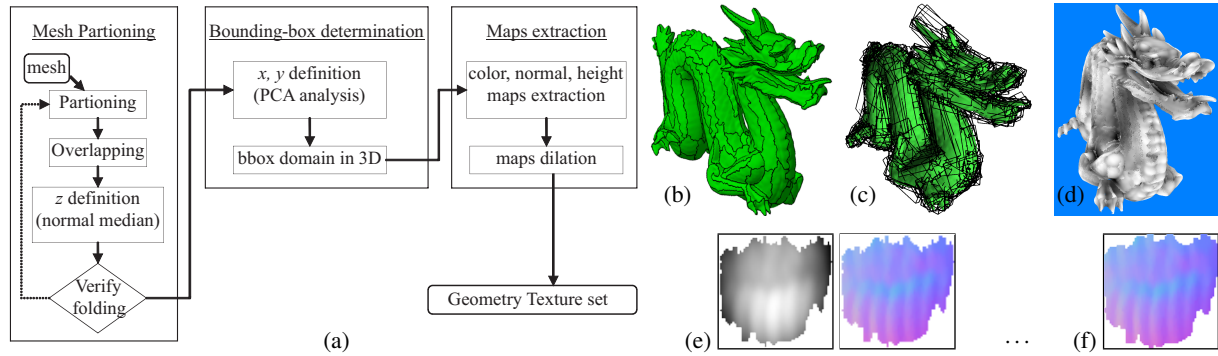 Mesh Partioning
mesh
Partioning
Overlapping
z definition
(normal median)
Verify
folding
Bounding-box determination
x, y definition
(PCA analysis)
bbox domain in 3D
Maps extraction
color, normal, height
maps extraction
maps dilation
Geometry Texture set
(a)
(b)
(c)
(d)
(e)
...
(f)